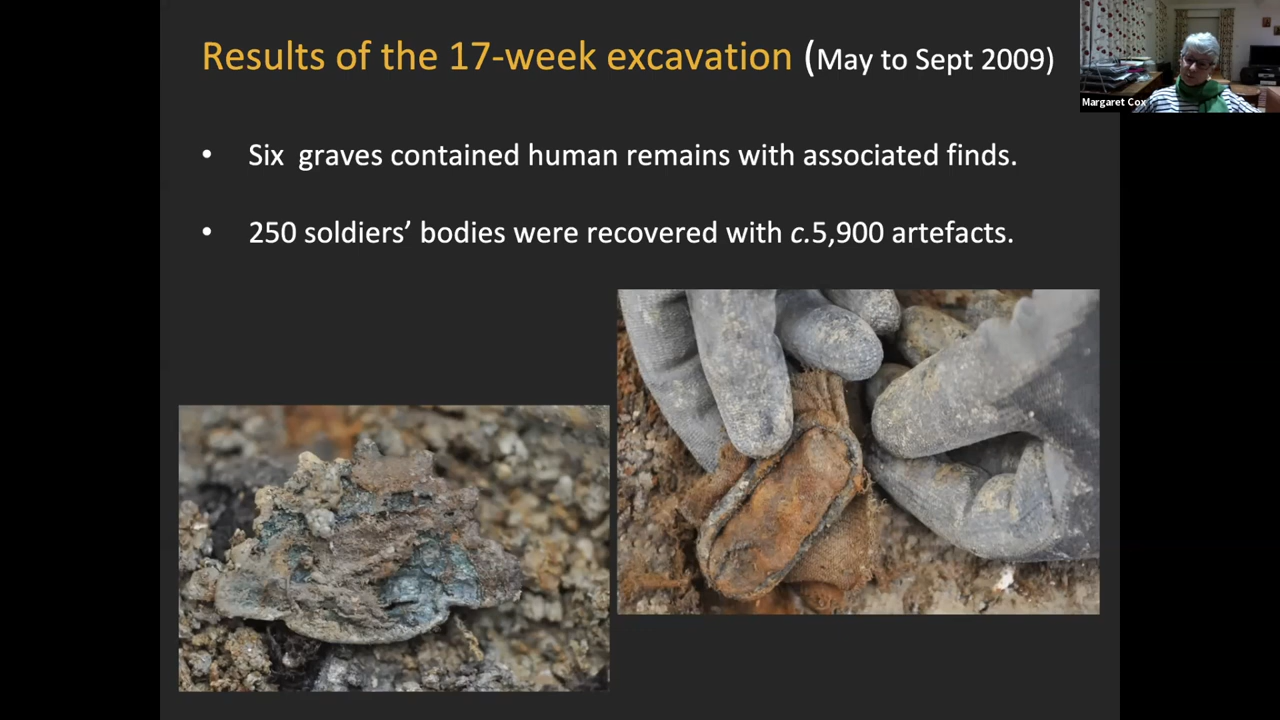 Results of the 17-week excavation (May to Sept 2009)
Margaret Cox
• Six graves contained human remains with associated finds.
• 250 soldiers’ bodies were recovered with c.5,900 artefacts.